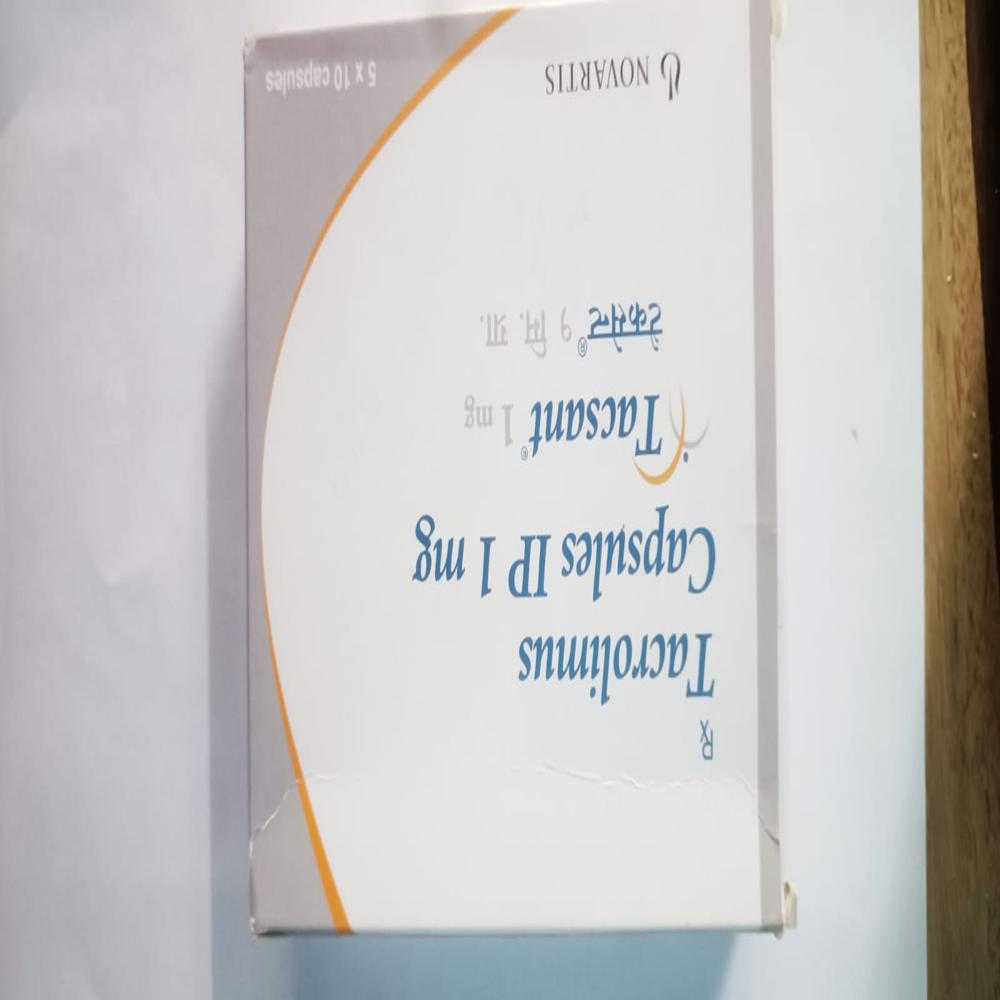 Rx
Tacrolimus
Capsules IP 1 mg
Tacsant® 1 mg
टॅकसेन्ट® १ मि. ग्रा.
NOVARTIS
5 x 10 capsules